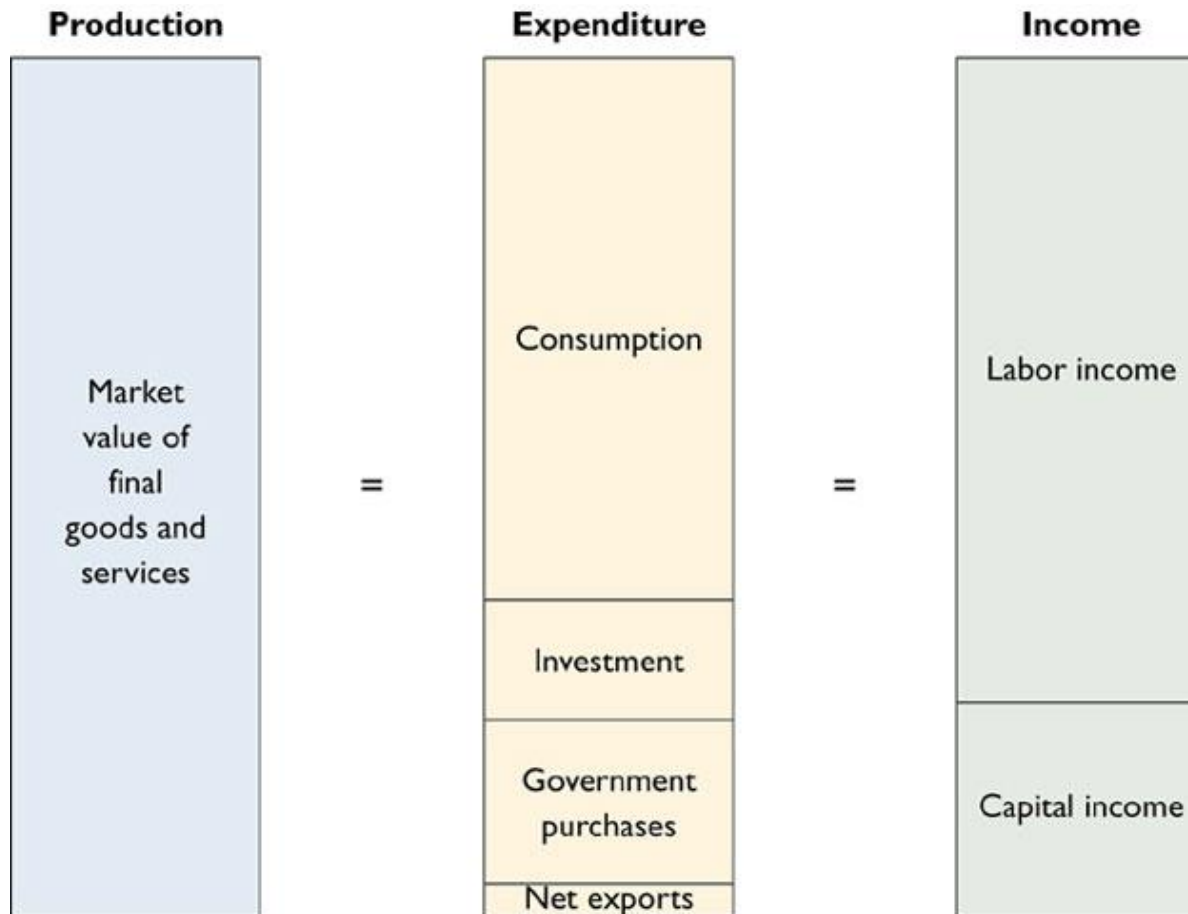 Production
Expenditure
Income
Market
value of
final
goods and
services
=
Consumption
Investment
Government
purchases
Net exports
=
Labor income
Capital income